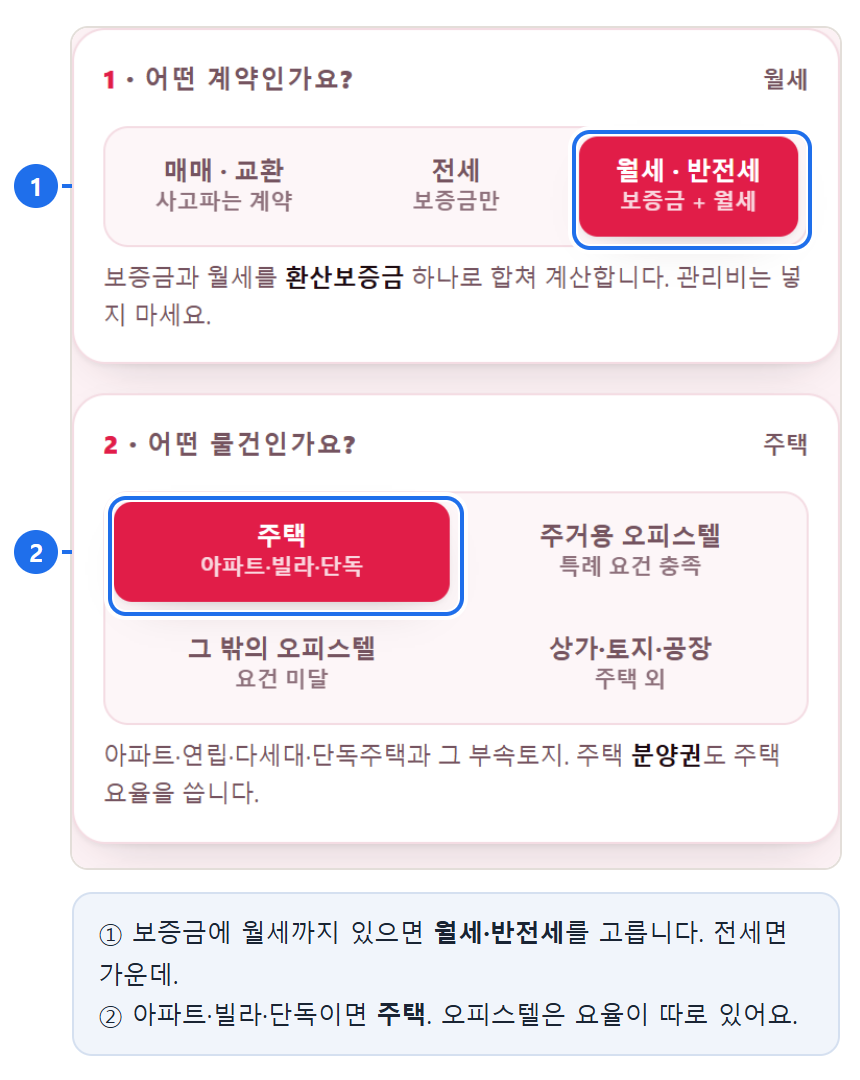 1 · 어떤 계약인가요?
월세
매매 · 교환
사고파는 계약
전세
보증금만
월세 · 반전세
보증금 + 월세
1
보증금과 월세를 환산보증금 하나로 합쳐 계산합니다. 관리비는 넣
지 마세요.
2 · 어떤 물건인가요?
주택
주택
아파트·빌라·단독
주거용 오피스텔
특례 요건 충족
2
그 밖의 오피스텔
요건 미달
상가·토지·공장
주택 외
아파트·연립·다세대·단독주택과 그 부속토지. 주택 분양권도 주택
요율을 씁니다.
① 보증금에 월세까지 있으면 월세·반전세를 고릅니다. 전세면
가운데.
② 아파트·빌라·단독이면 주택. 오피스텔은 요율이 따로 있어요.